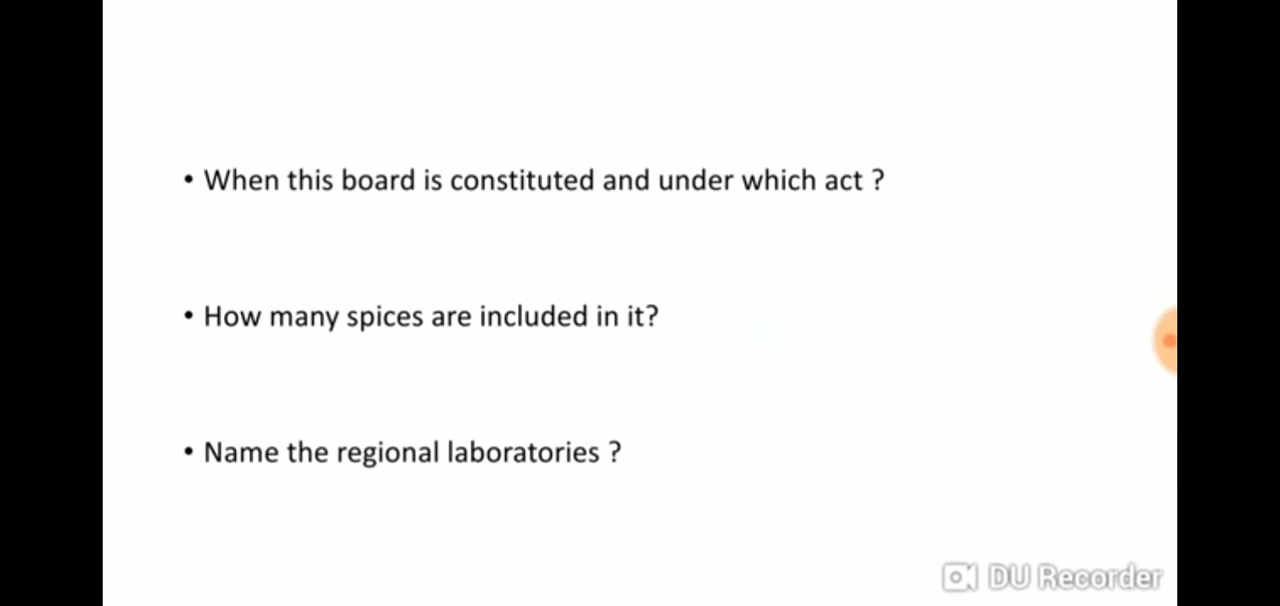 • When this board is constituted and under which act ?
• How many spices are included in it?
• Name the regional laboratories ?
DU Recorder